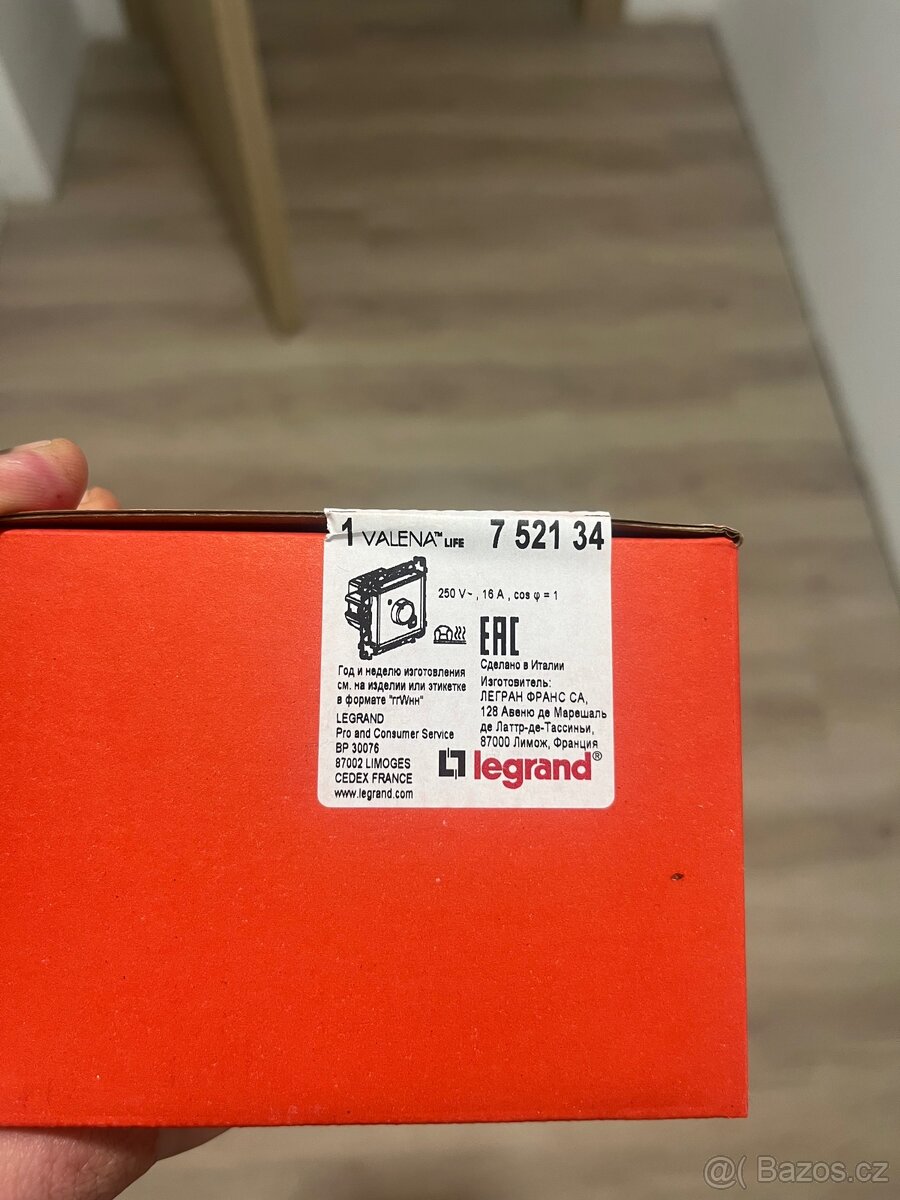 1 VALENA™ LIFE 7 521 34
250 V~ , 16 A , cos φ = 1
EAC
Год и неделю изготовления
см. на изделии или этикетке
в формате "ггWнн"
LEGRAND
Pro and Consumer Service
BP 30076
87002 LIMOGES
CEDEX FRANCE
www.legrand.com
Сделано в Италии
Изготовитель:
ЛЕГРАН ФРАНС СА,
128 Авеню де Марешаль
де Латтр-де-Тассиньи,
87000 Лимож, Франция
legrand®
@( Bazos.cz